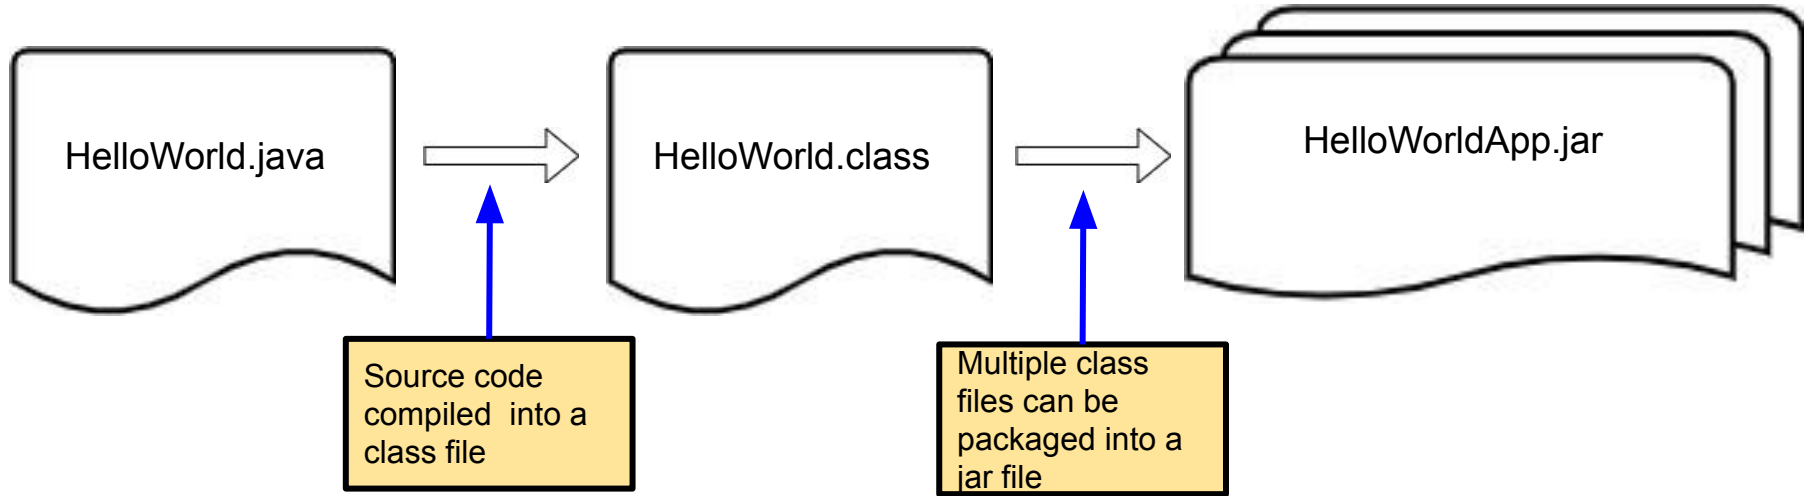 HelloWorld.java
HelloWorld.class
HelloWorldApp.jar
Source code
compiled  into a
class file
Multiple class
files can be
packaged into a
jar file